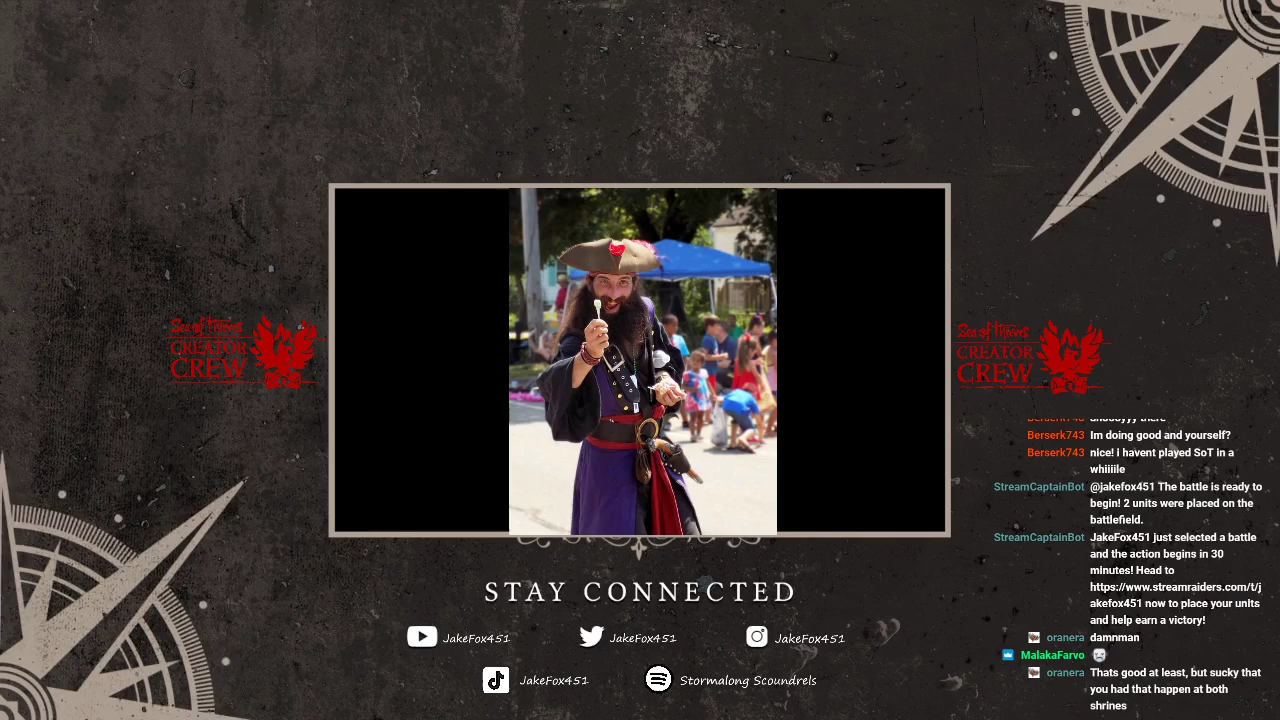 Sea of Thieves
CREATOR
CREW
Sea of Thieves
CREATOR
CREW
Berserk743 ahooyyy there
Berserk743 Im doing good and yourself?
Berserk743 nice! i havent played SoT in a
whiiiile
StreamCaptainBot @jakefox451 The battle is ready to
begin! 2 units were placed on the
battlefield.
StreamCaptainBot JakeFox451 just selected a battle
and the action begins in 30
minutes! Head to
https://www.streamraiders.com/t/j
akefox451 now to place your units
and help earn a victory!
oranera damnman
MalakaFarvo
oranera Thats good at least, but sucky that
you had that happen at both
shrines
STAY CONNECTED
JakeFox451 JakeFox451 JakeFox451
JakeFox451 Stormalong Scoundrels